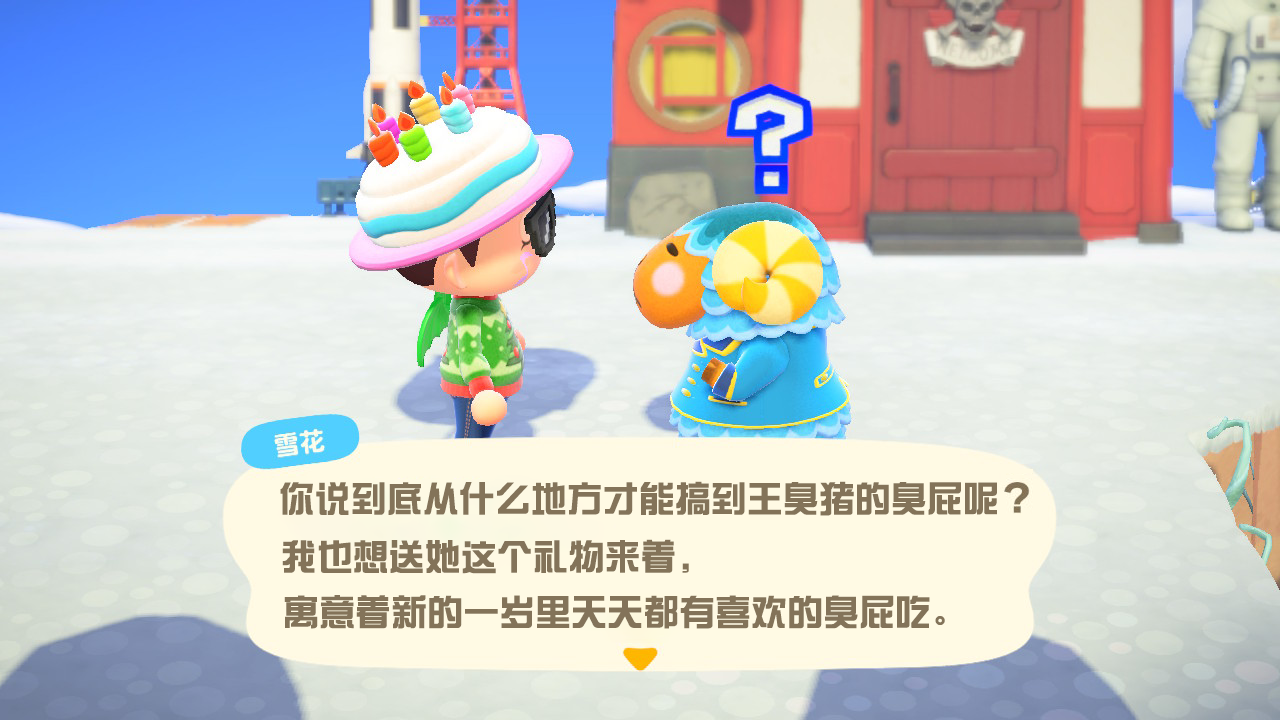 雪花
你说到底从什么地方才能搞到王臭猪的臭屁呢？
我也想送她这个礼物来着，
寓意着新的一岁里天天都有喜欢的臭屁吃。